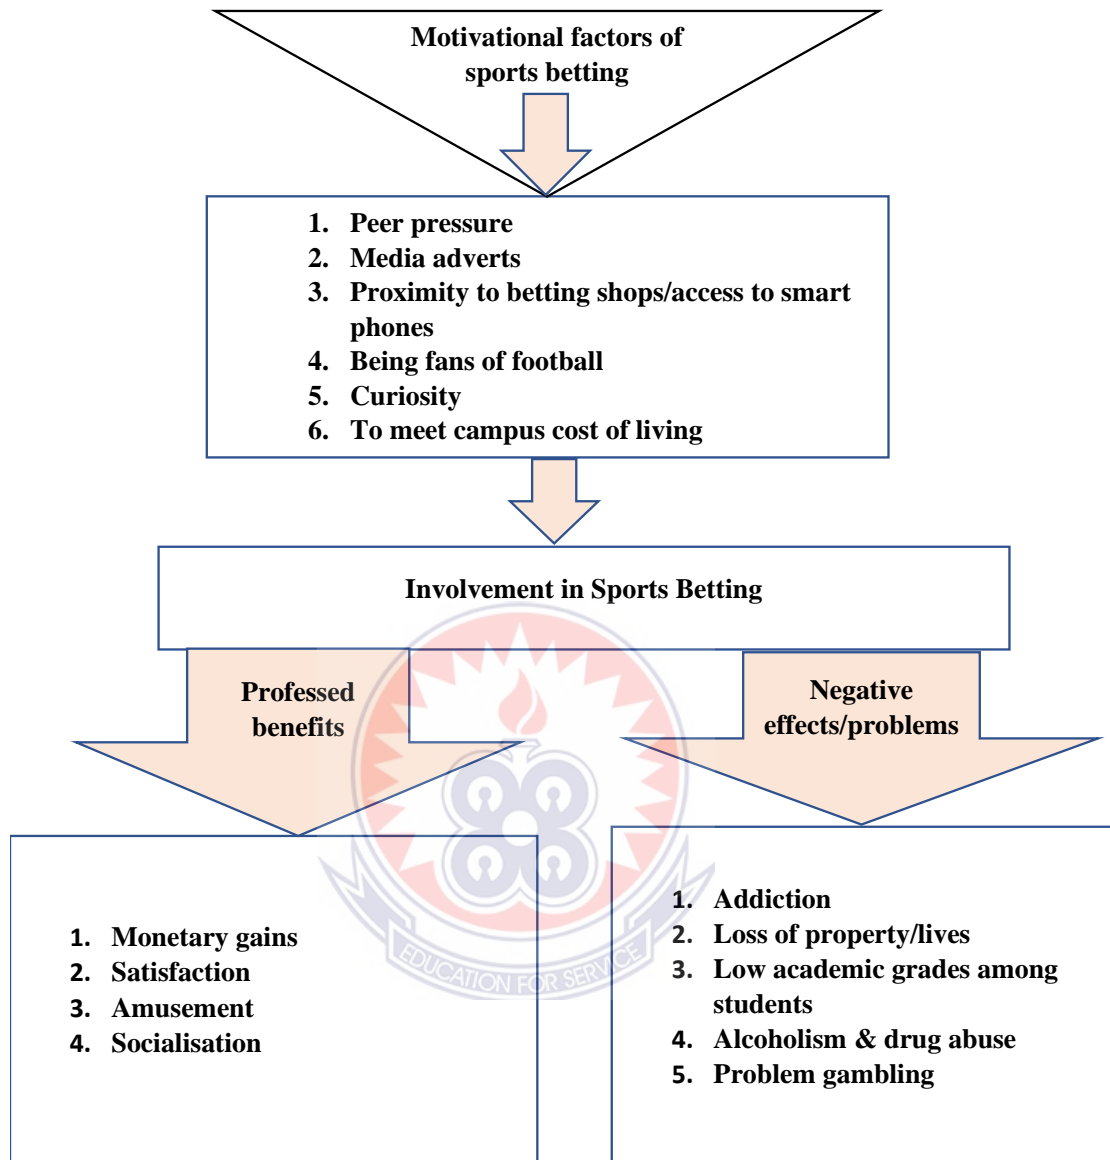 Motivational factors of
sports betting
1. Peer pressure
2. Media adverts
3. Proximity to betting shops/access to smart
phones
4. Being fans of football
5. Curiosity
6. To meet campus cost of living
Involvement in Sports Betting
Professed
benefits
Negative
effects/problems
1. Monetary gains
2. Satisfaction
3. Amusement
4. Socialisation
1. Addiction
2. Loss of property/lives
3. Low academic grades among
students
4. Alcoholism & drug abuse
5. Problem gambling
EDUCATION FOR SERVICE